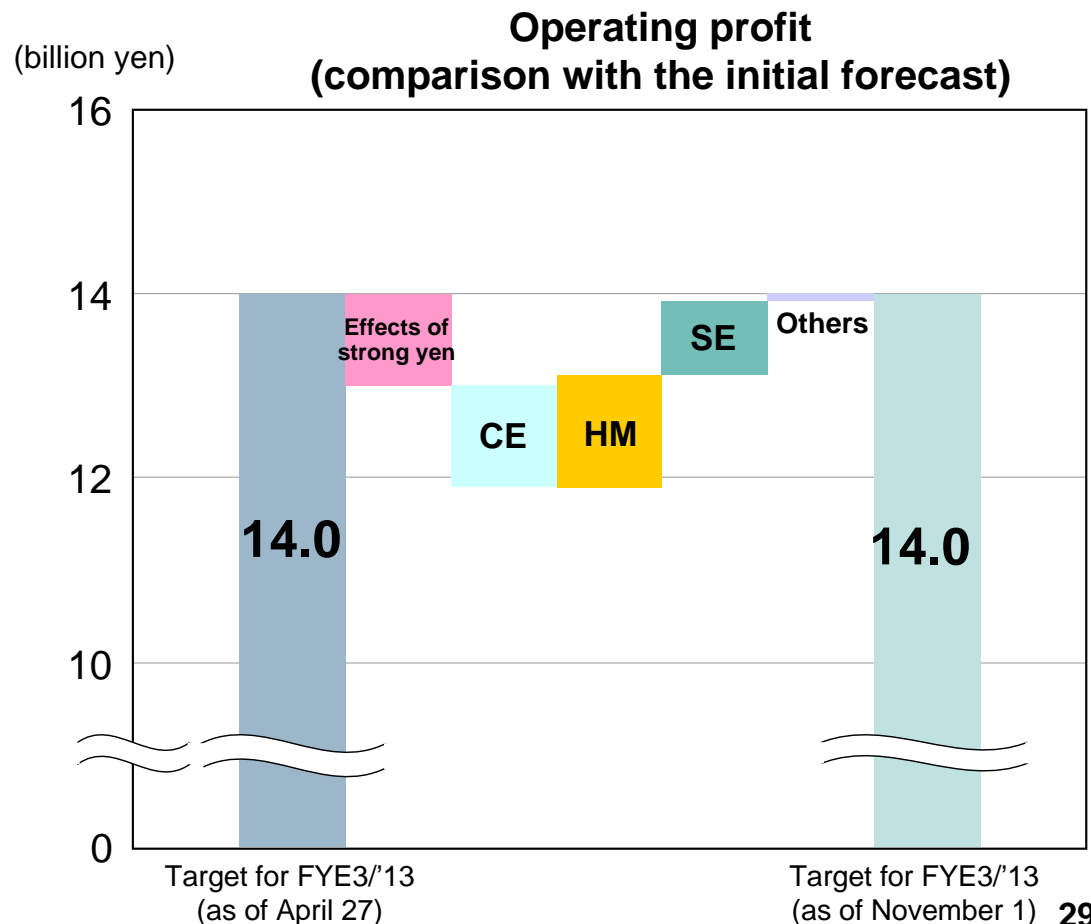 Operating profit
(comparison with the initial forecast)
(billion yen)
16
14
12
10
0
14.0
Effects of
strong yen
CE
HM
SE
Others
14.0
Target for FYE3/'13
(as of April 27)
Target for FYE3/'13
(as of November 1)
29